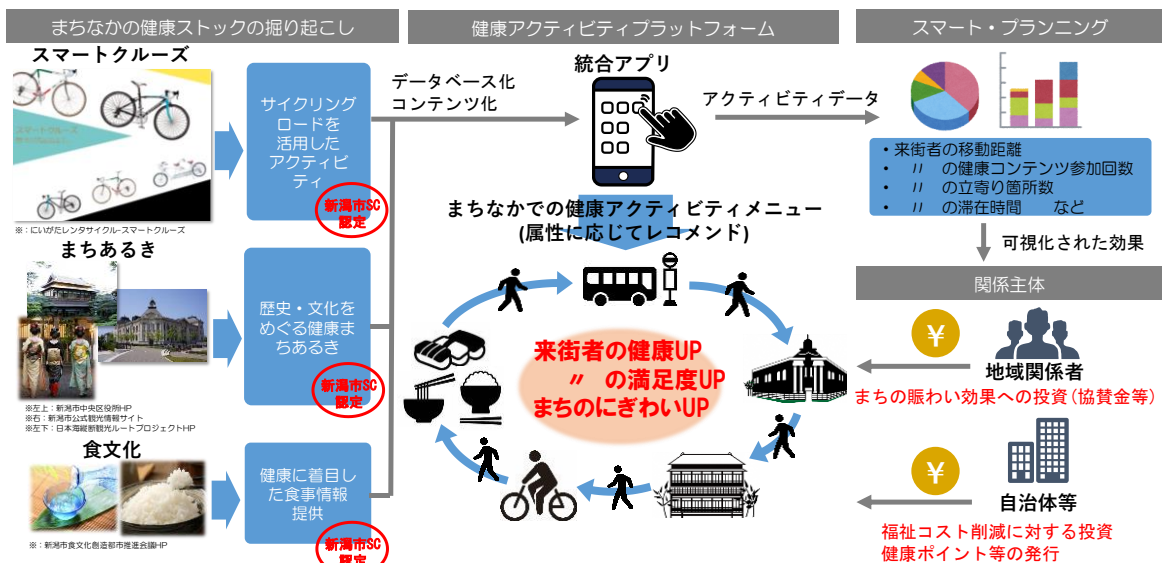 まちなかの健康ストックの掘り起こし
スマートクルーズ
スマートクルーズ
※：にいがたレンタサイクル-スマートクルーズ
サイクリング
ロードを
活用した
アクティビ
ティ
新潟市SC
認定
まちあるき
※左上：新潟市中央区役所HP
※右：新潟市公式観光情報サイト
※左下：日本海縦断観光ルートプロジェクトHP
歴史・文化を
めぐる健康ま
ちあるき
新潟市SC
認定
食文化
※：新潟市食文化創造都市推進会議HP
健康に着目し
た食事情報
提供
新潟市SC
認定
健康アクティビティプラットフォーム
データベース化
コンテンツ化
統合アプリ
アクティビティデータ
まちなかでの健康アクティビティメニュー
(属性に応じてレコメンド)
来街者の健康UP
〃 の満足度UP
まちのにぎわいUP
スマート・プランニング
・来街者の移動距離
・ 〃 の健康コンテンツ参加回数
・ 〃 の立寄り箇所数
・ 〃 の滞在時間 など
可視化された効果
関係主体
¥
地域関係者
まちの賑わい効果への投資(協賛金等)
¥
自治体等
福祉コスト削減に対する投資
健康ポイント等の発行